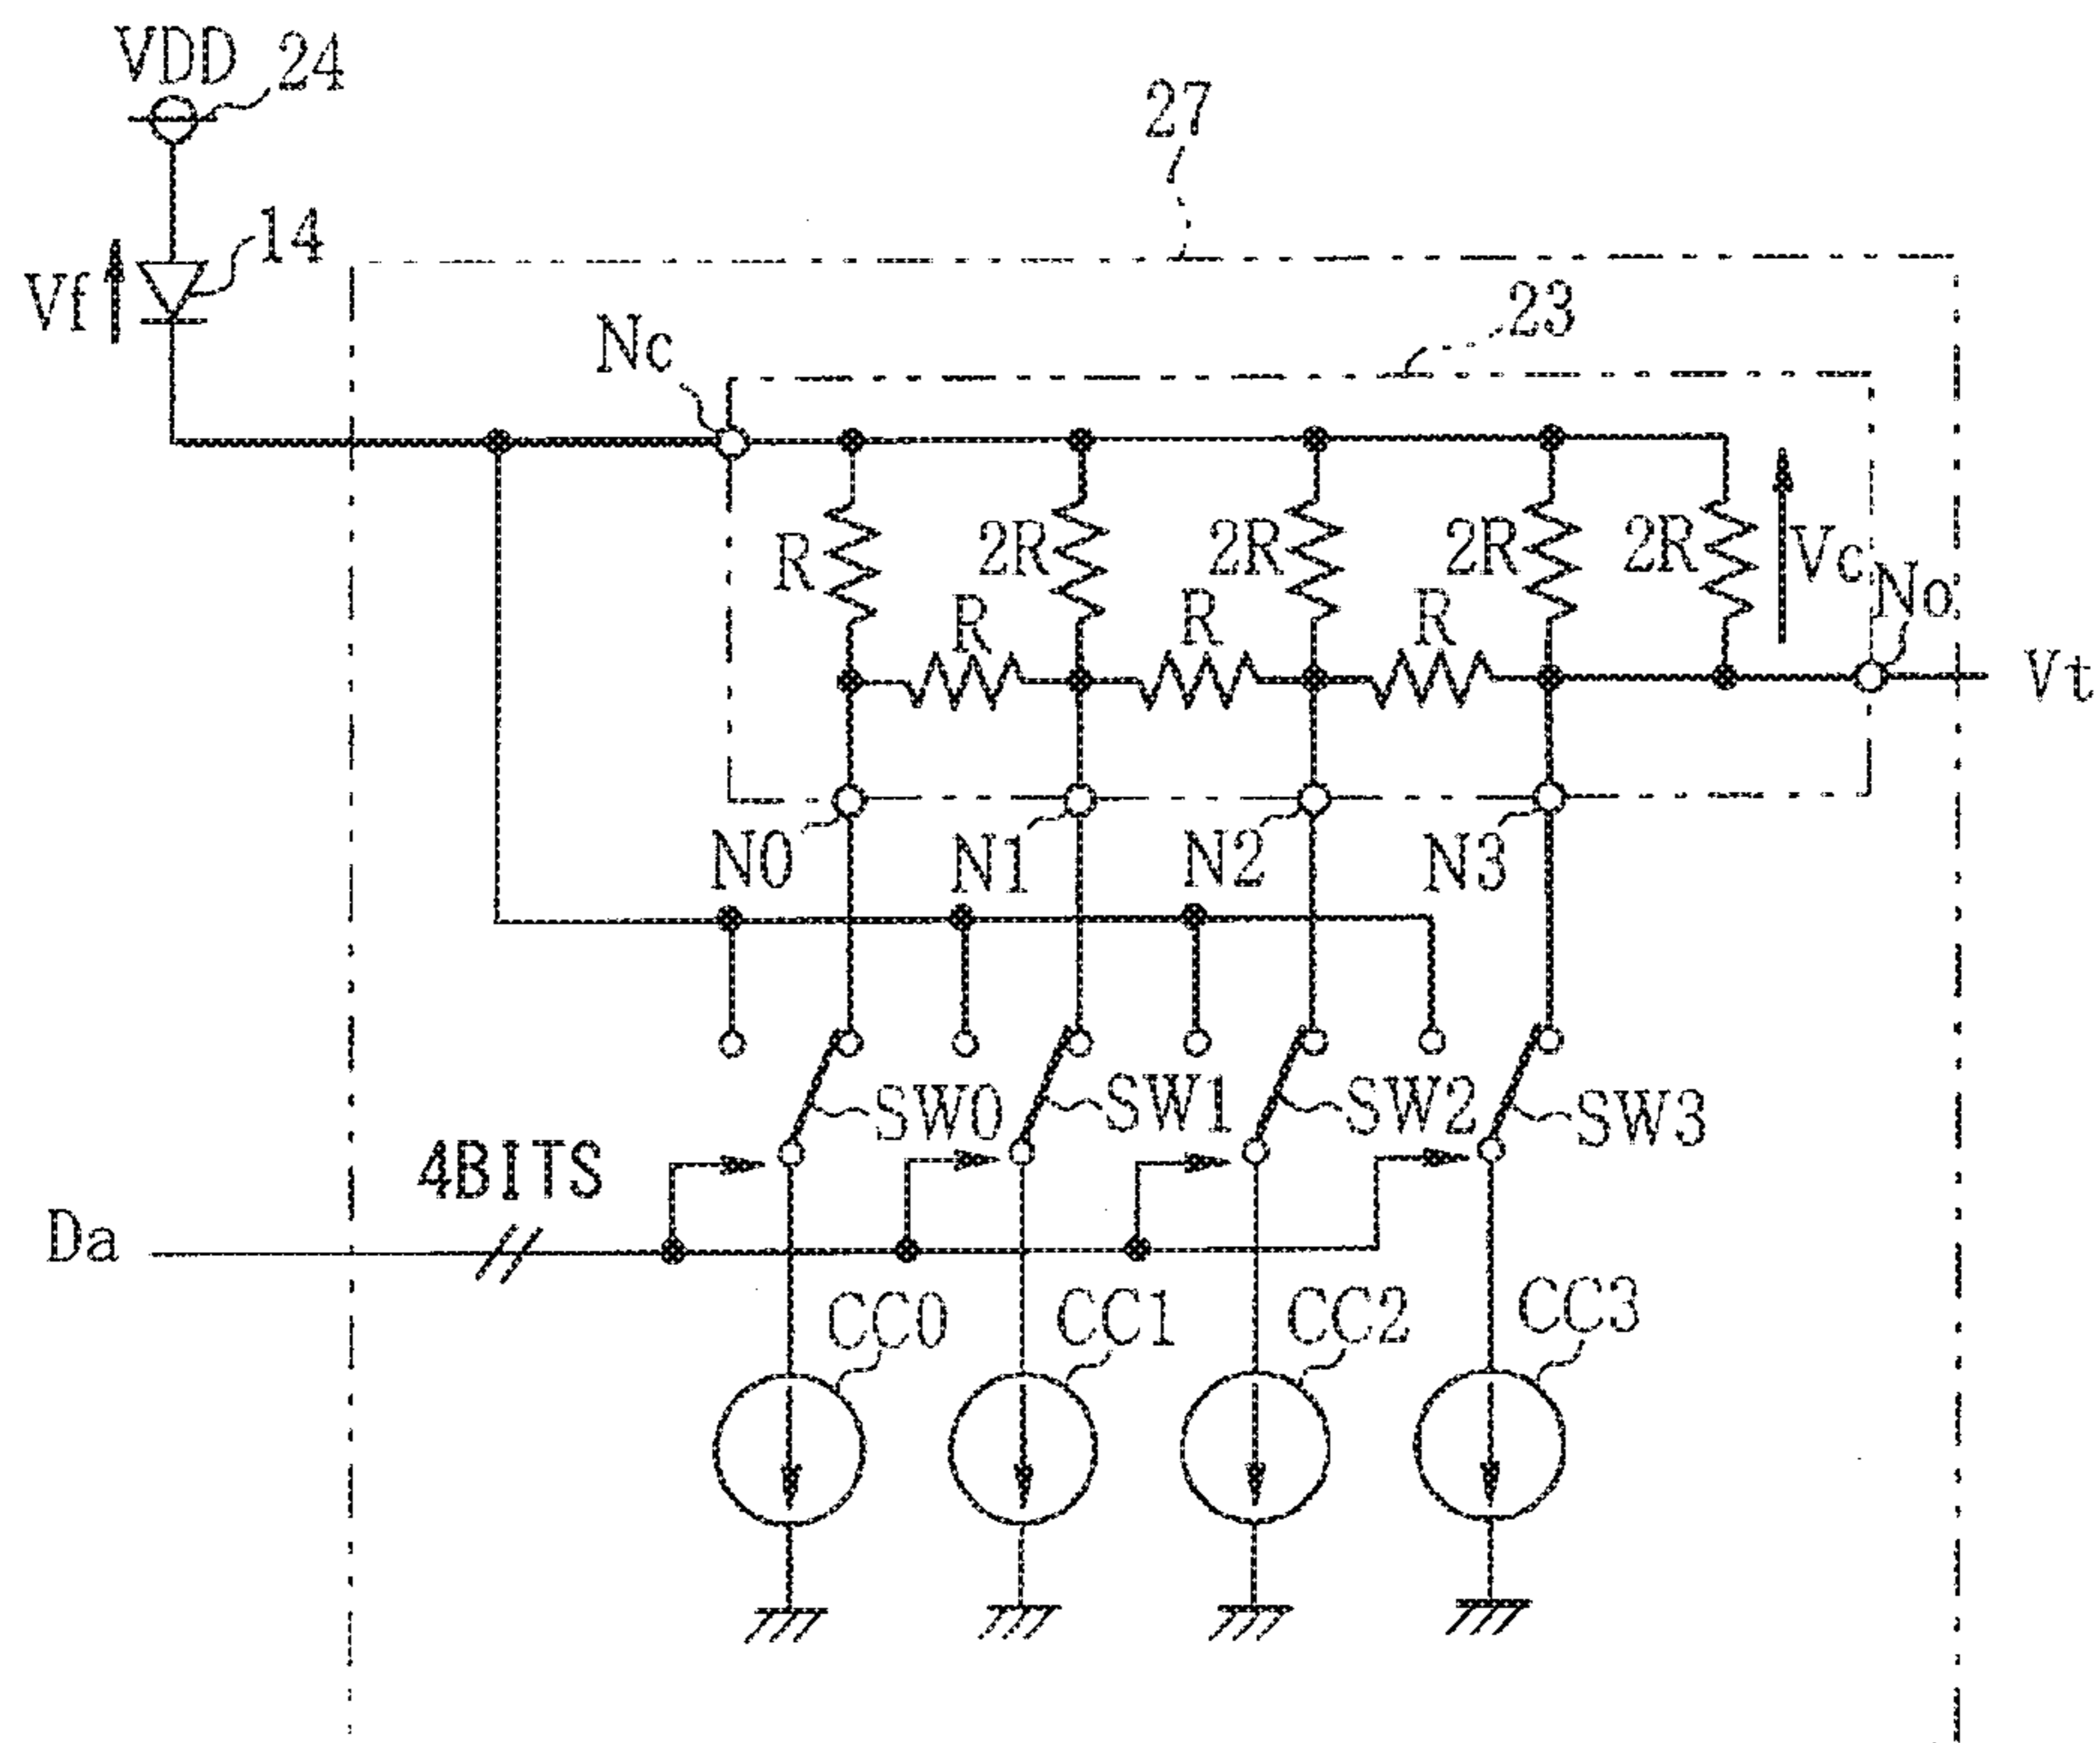 VDD
24
27
14
Vf
23
Nc
R
2R
2R
2R
2R
Vc
No
R
R
R
Vt
N0
N1
N2
N3
SW0
SW1
SW2
SW3
4BITS
Da
CC0
CC1
CC2
CC3